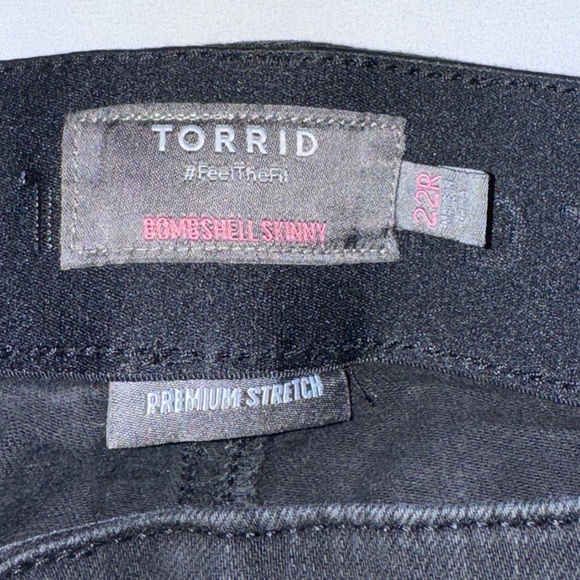 TORRID
#FeelTheFit
BOMBSHELL SKINNY
22R
PREMIUM STRETCH